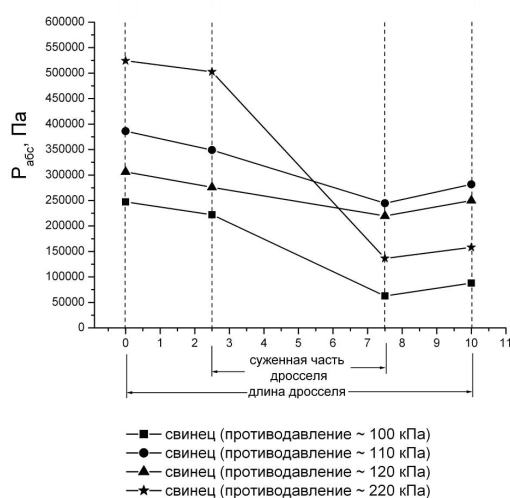 600000
550000
500000
450000
400000
350000
300000
250000
200000
150000
100000
50000
0
Pабс, Па
0 1 2 3 4 5 6 7 8 9 10 11
суженная часть
дросселя
длина дросселя
свинец (противодавление ~ 100 кПа)
свинец (противодавление ~ 110 кПа)
свинец (противодавление ~ 120 кПа)
свинец (противодавление ~ 220 кПа)